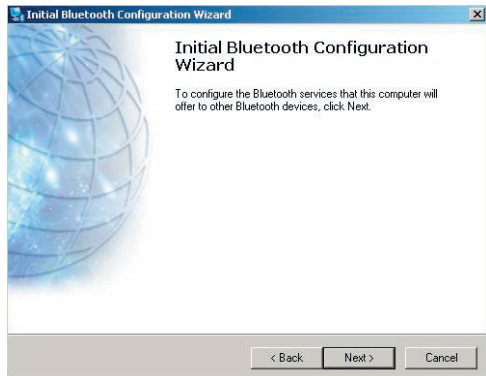 Initial Bluetooth Configuration Wizard
Initial Bluetooth Configuration
Wizard
To configure the Bluetooth services that this computer will
offer to other Bluetooth devices, click Next.
< Back Next > Cancel